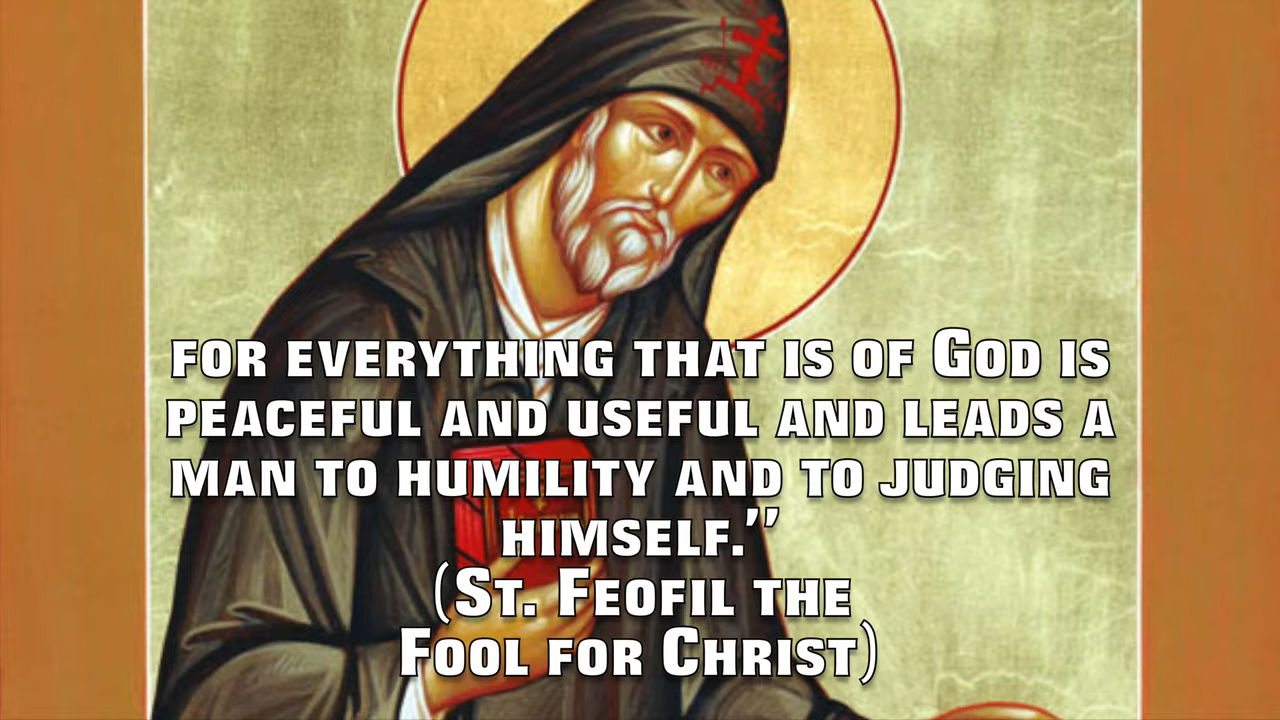 for everything that is of God is
peaceful and useful and leads a
man to humility and to judging
himself.’’
(St. Feofil the
Fool for Christ)